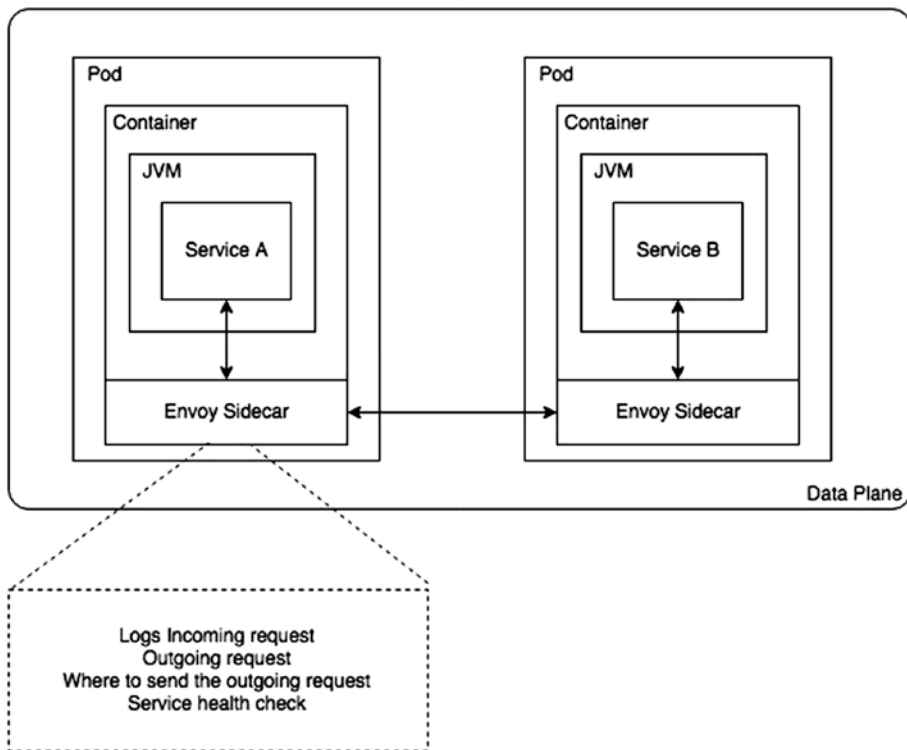 Pod
Container
JVM
Service A
Envoy Sidecar
Pod
Container
JVM
Service B
Envoy Sidecar
Data Plane
Logs Incoming request
Outgoing request
Where to send the outgoing request
Service health check